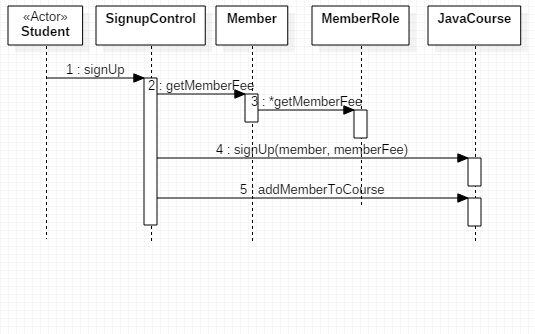 «Actor»
Student
SignupControl
Member
MemberRole
JavaCourse
1 : signUp
2 : getMemberFee
3 : *getMemberFee
4 : signUp(member, memberFee)
5 : addMemberToCourse